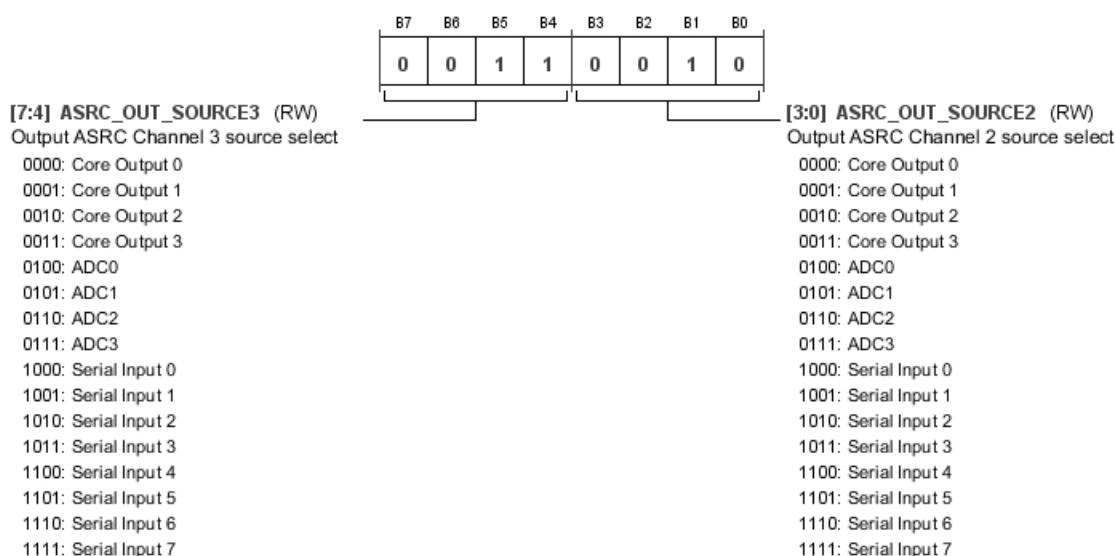 B7 B6 B5 B4 B3 B2 B1 B0
0 0 1 1 0 0 1 0
[7:4] ASRC_OUT_SOURCE3 (RW)
Output ASRC Channel 3 source select
0000: Core Output 0
0001: Core Output 1
0010: Core Output 2
0011: Core Output 3
0100: ADC0
0101: ADC1
0110: ADC2
0111: ADC3
1000: Serial Input 0
1001: Serial Input 1
1010: Serial Input 2
1011: Serial Input 3
1100: Serial Input 4
1101: Serial Input 5
1110: Serial Input 6
1111: Serial Input 7
[3:0] ASRC_OUT_SOURCE2 (RW)
Output ASRC Channel 2 source select
0000: Core Output 0
0001: Core Output 1
0010: Core Output 2
0011: Core Output 3
0100: ADC0
0101: ADC1
0110: ADC2
0111: ADC3
1000: Serial Input 0
1001: Serial Input 1
1010: Serial Input 2
1011: Serial Input 3
1100: Serial Input 4
1101: Serial Input 5
1110: Serial Input 6
1111: Serial Input 7